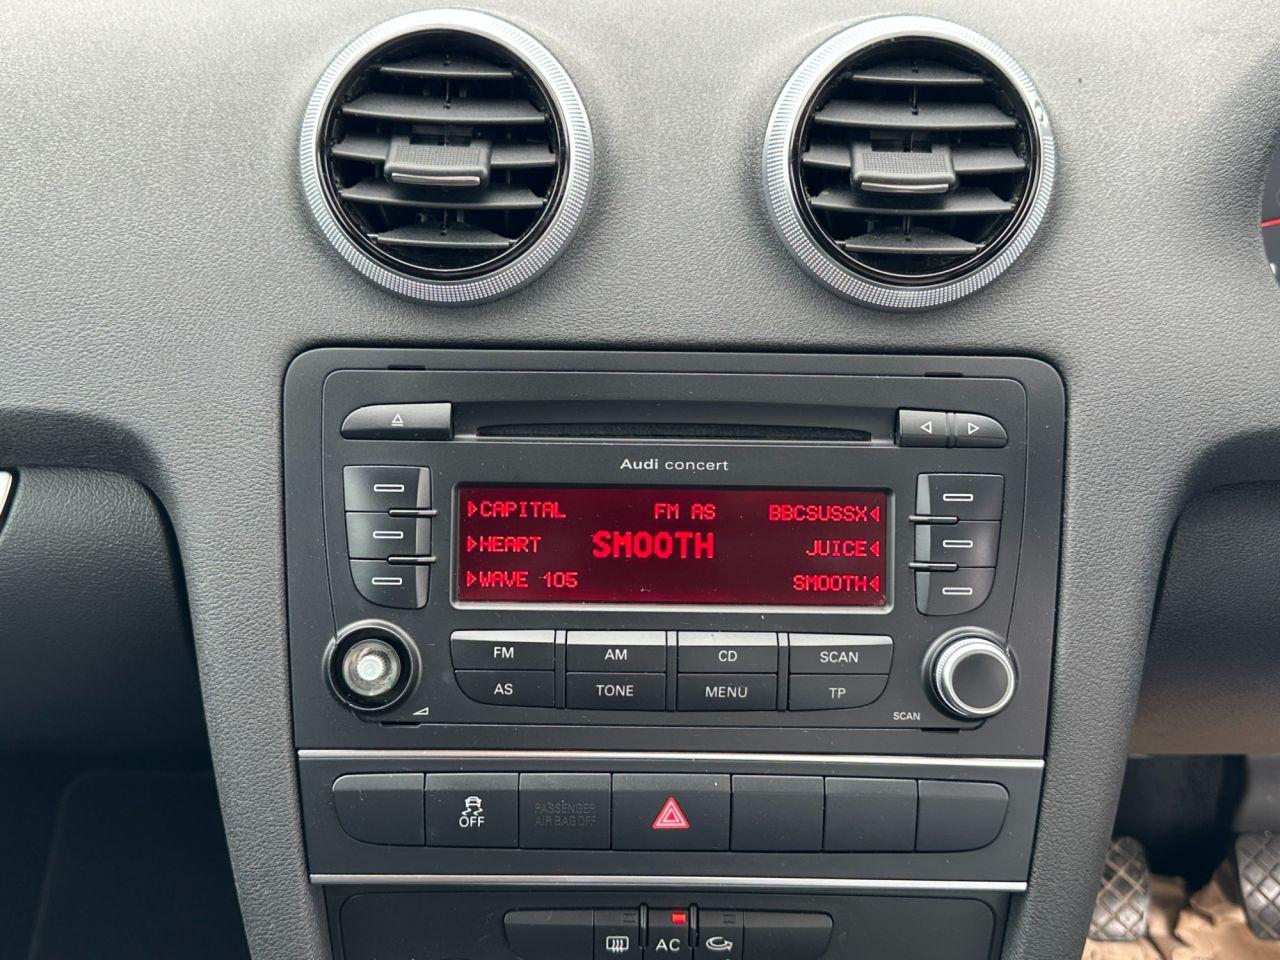 Audi concert
CAPITAL FM AS BBCSUSSX
HEART SMOOTH JUICE
WAVE 105 SMOOTH
FM AM CD SCAN
AS TONE MENU TP
SCAN
OFF
PASSENGER
AIR BAG OFF
AC